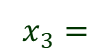 x₃ =